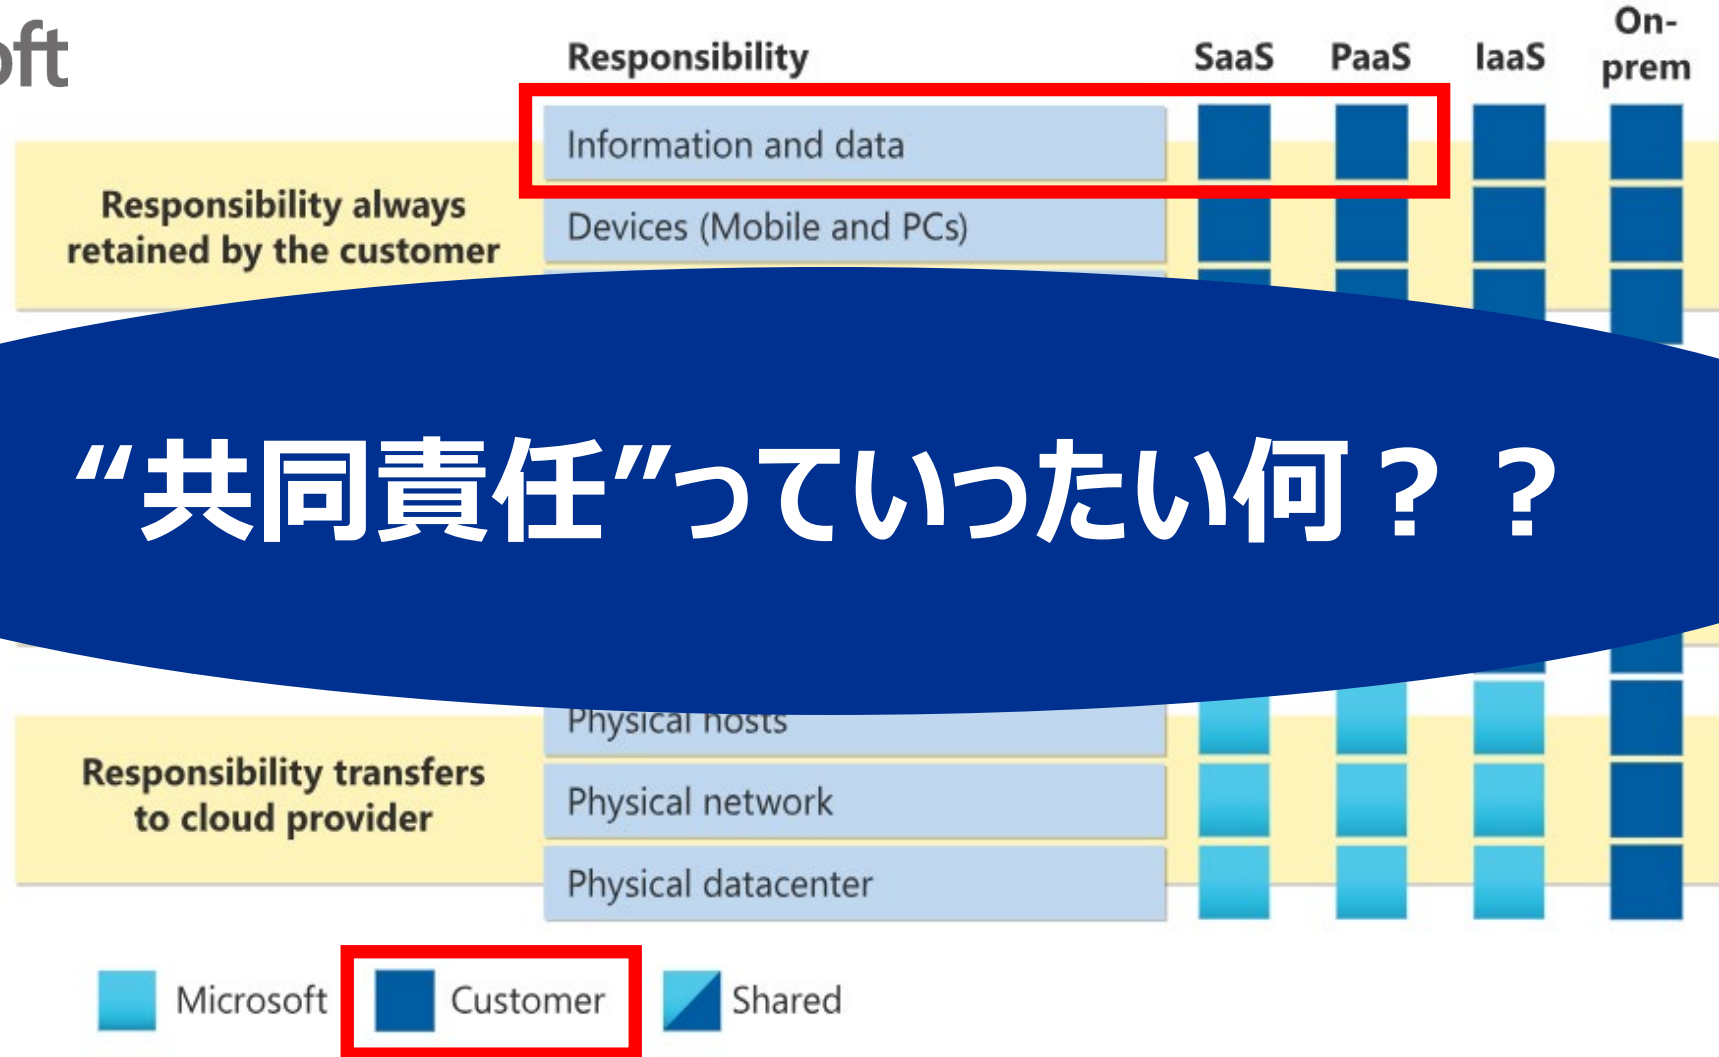 oft
Responsibility
SaaS
PaaS
IaaS
On-
prem
Information and data
Responsibility always
retained by the customer
Devices (Mobile and PCs)
“共同責任”っていったい何？？
Physical hosts
Responsibility transfers
to cloud provider
Physical network
Physical datacenter
Microsoft
Customer
Shared